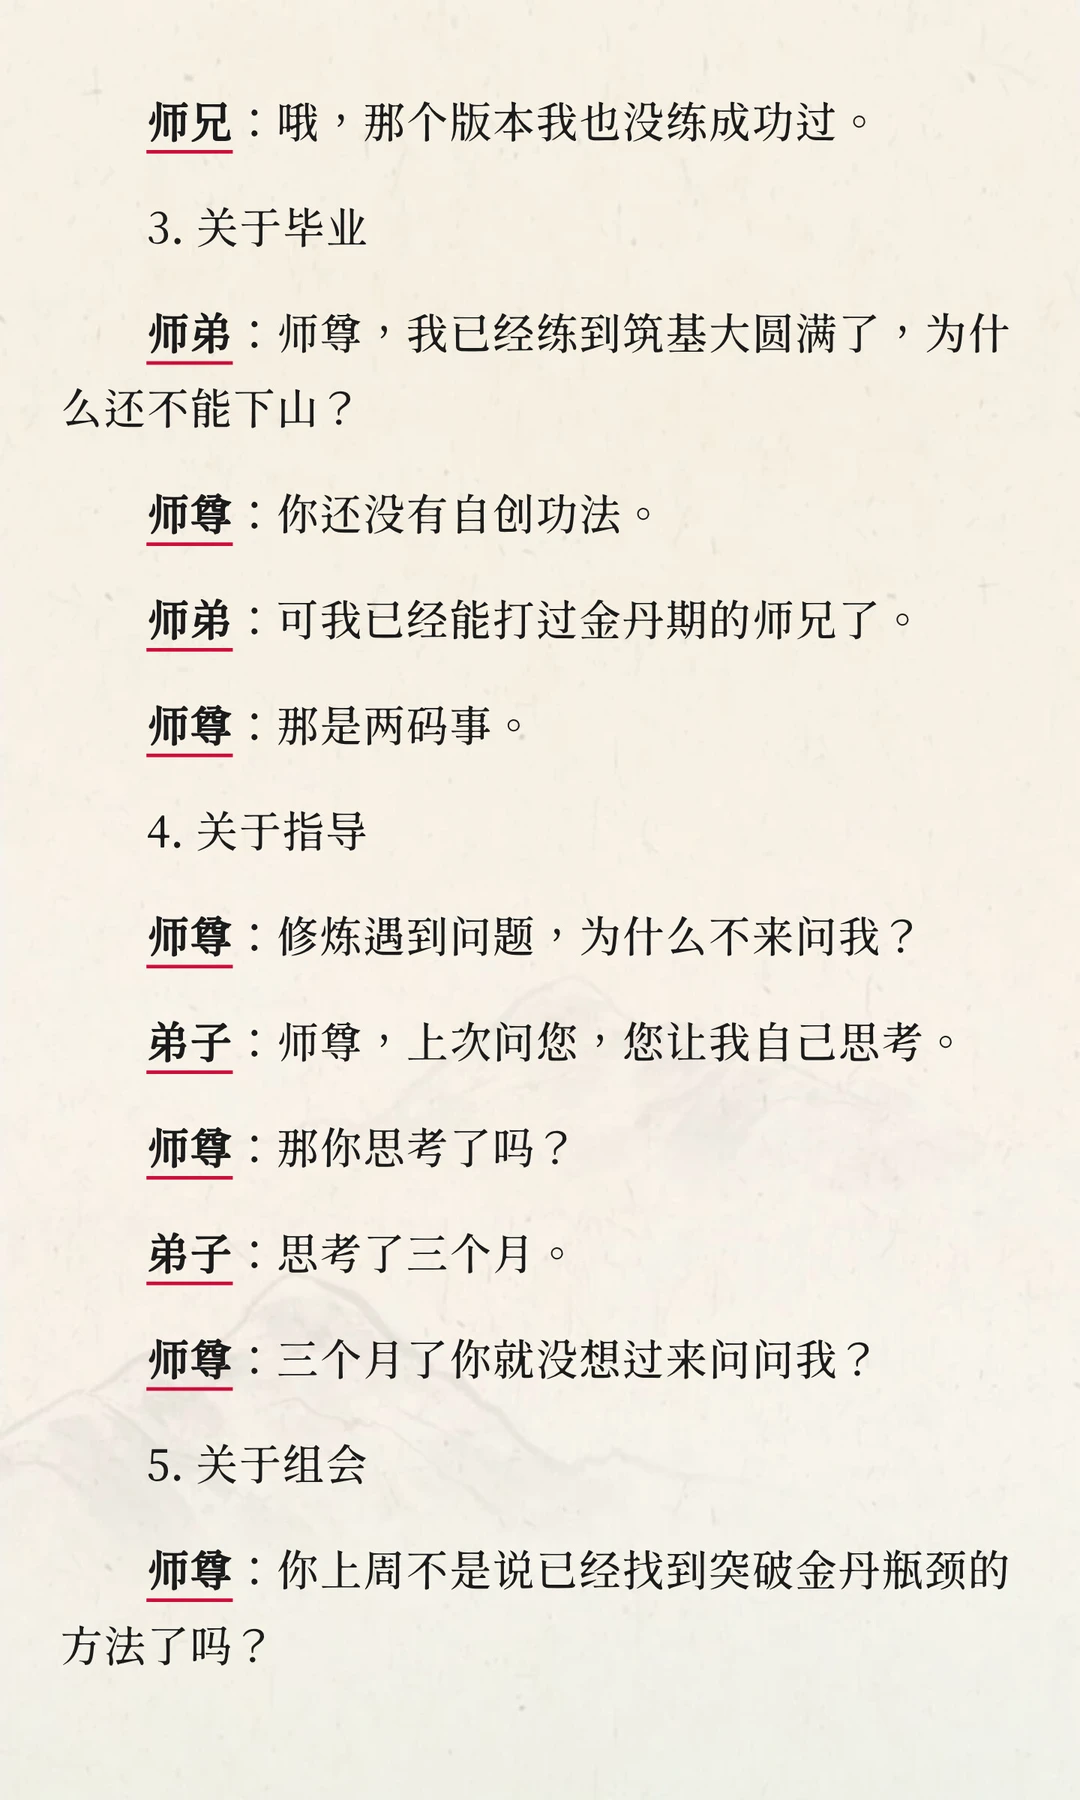 师兄：哦，那个版本我也没练成功过。
3. 关于毕业
师弟：师尊，我已经练到筑基大圆满了，为什
么还不能下山？
师尊：你还没有自创功法。
师弟：可我已经能打过金丹期的师兄了。
师尊：那是两码事。
4. 关于指导
师尊：修炼遇到问题，为什么不来问我？
弟子：师尊，上次问您，您让我自己思考。
师尊：那你思考了吗？
弟子：思考了三个月。
师尊：三个月了你就没想过来问问我？
5. 关于组会
师尊：你上周不是说已经找到突破金丹瓶颈的
方法了吗？